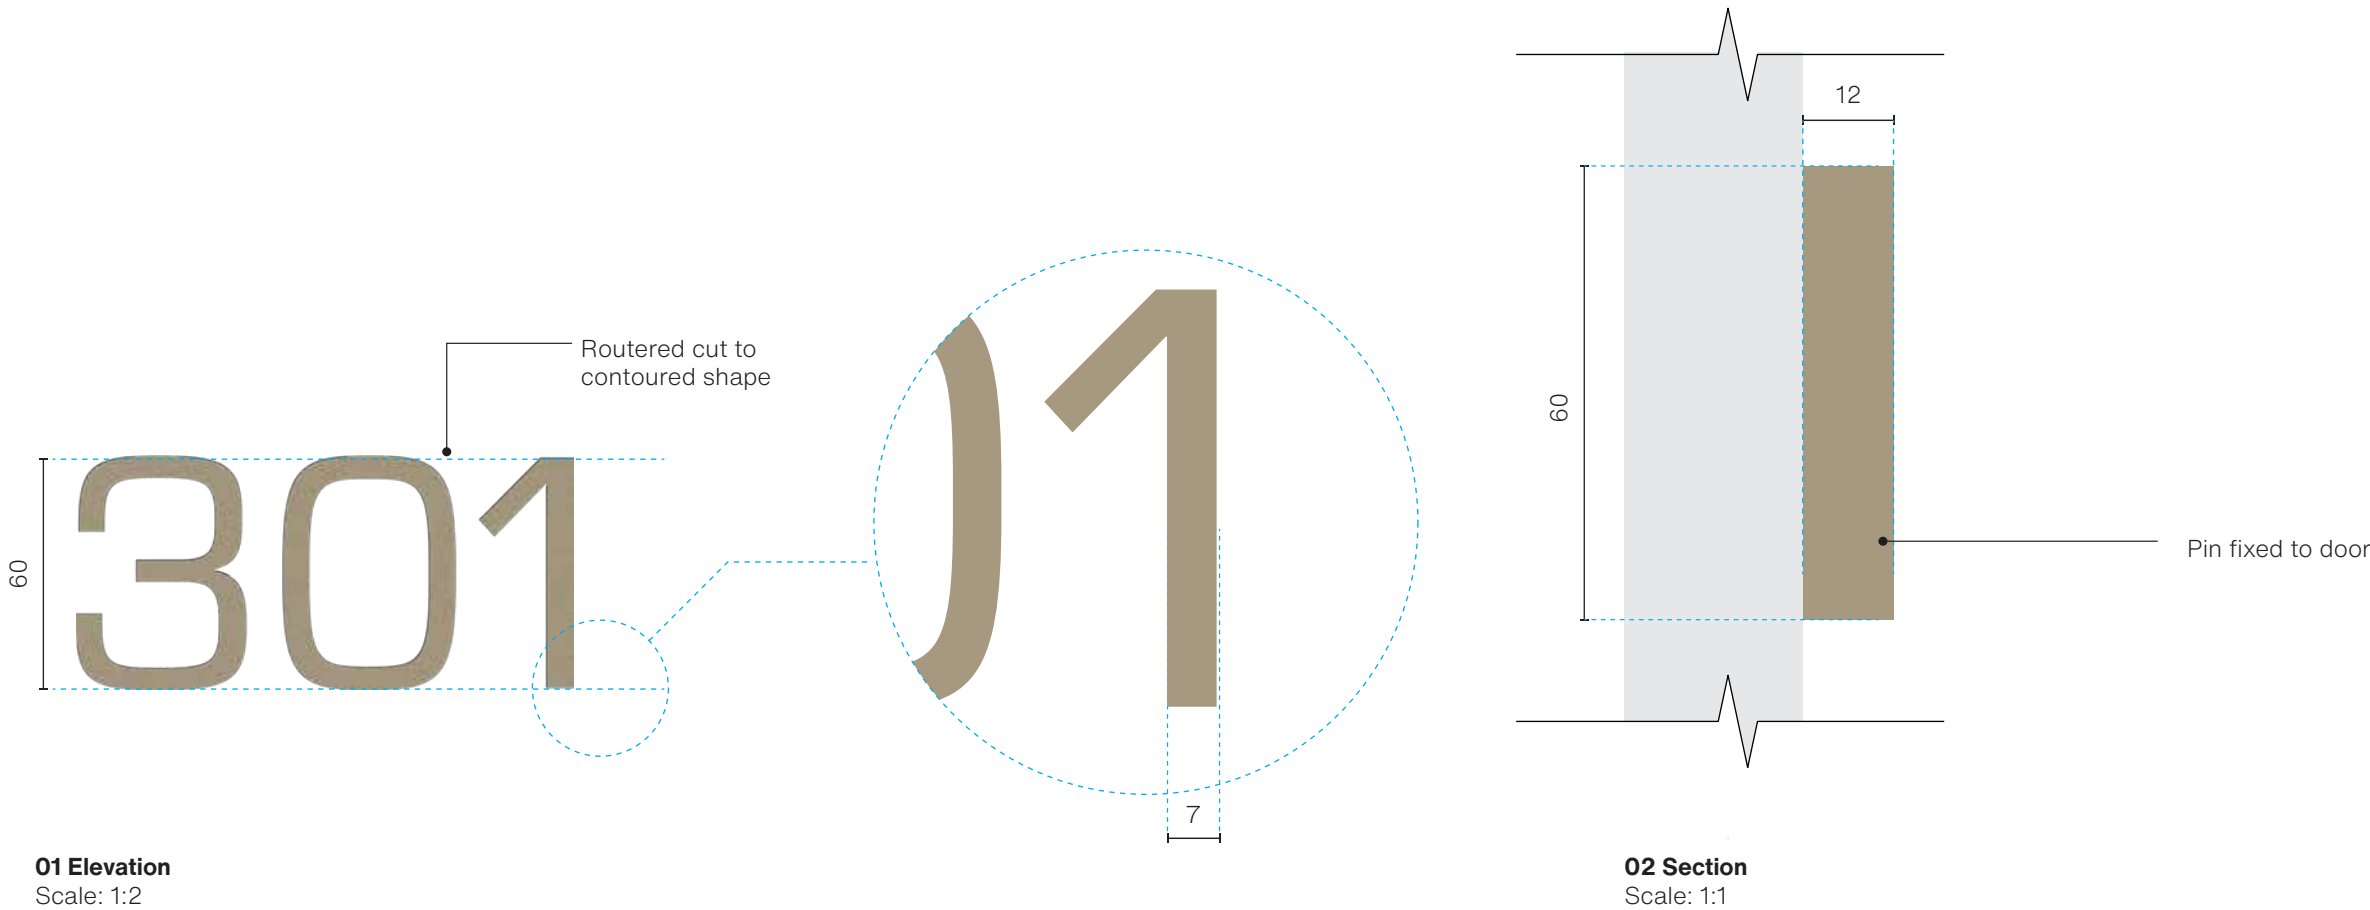 12
Routered cut to
contoured shape
60
301
60
01
Pin fixed to door
7
01 Elevation
Scale: 1:2
02 Section
Scale: 1:1